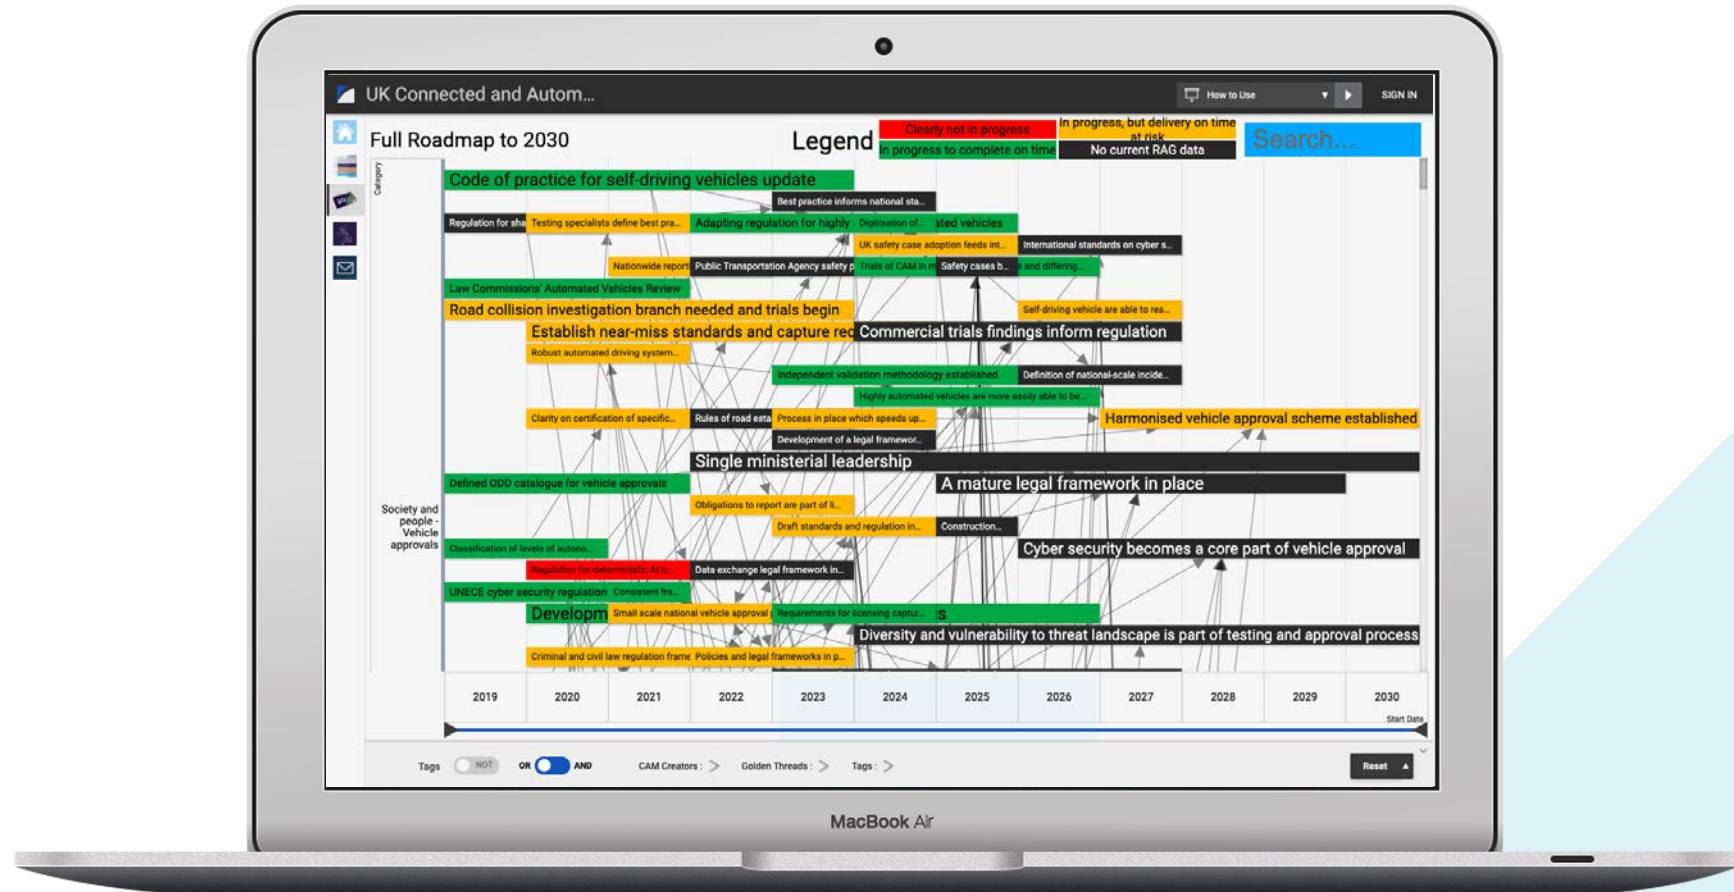 UK Connected and Autom...
How to Use
SIGN IN
Full Roadmap to 2030
Legend
Clearly not in progress
In progress, but delivery on time
at risk
In progress to complete on time
No current RAG data
Search...
Category
Code of practice for self-driving vehicles update
Best practice informs national sta...
Regulation for sha
Testing specialists define best pra...
Adapting regulation for highly
Digitisation of...
ated vehicles
UK safety case adoption feeds int...
International standards on cyber s...
Nationwide report
Public Transportation Agency safety p
Trials of CAM in m
Safety cases b...
and differing...
Law Commissions' Automated Vehicles Review
Road collision investigation branch needed and trials begin
Self-driving vehicle are able to res...
Establish near-miss standards and capture rec
Commercial trials findings inform regulation
Robust automated driving system...
Independent validation methodology established
Definition of national-scale incide...
Highly automated vehicles are more easily able to be...
Clarity on certification of specific...
Rules of road esta
Process in place which speeds up...
Harmonised vehicle approval scheme established
Development of a legal framewor...
Single ministerial leadership
Defined ODD catalogue for vehicle approvals
A mature legal framework in place
Obligations to report are part of li...
Society and
people -
Vehicle
approvals
Draft standards and regulation in...
Construction...
Classification of levels of autono...
Cyber security becomes a core part of vehicle approval
Regulation for deterministic AI is...
Data exchange legal framework in...
UNECE cyber security regulation
Consistent fra...
Developm
Small scale national vehicle approval
Requirements for licensing captur...
s
Diversity and vulnerability to threat landscape is part of testing and approval process
Criminal and civil law regulation frame
Policies and legal frameworks in p...
2019
2020
2021
2022
2023
2024
2025
2026
2027
2028
2029
2030
Start Date
Tags
NOT
OR
AND
CAM Creators :
Golden Threads :
Tags :
Reset
MacBook Air